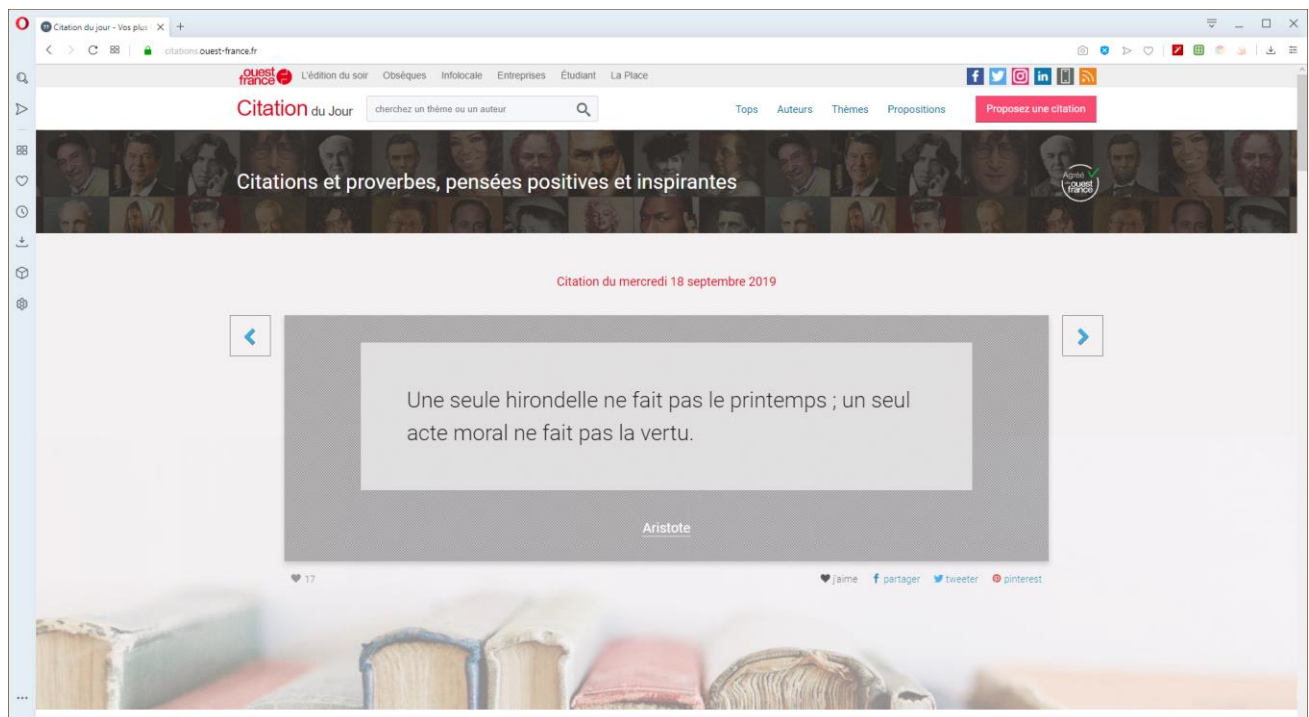 Citation du jour - Vos plus
citations.ouest-france.fr
ouest
france
L'édition du soir Obsèques Infolocale Entreprises Étudiant La Place
Citation du Jour
cherchez un thème ou un auteur
Tops Auteurs Thèmes Propositions
Proposez une citation
Citations et proverbes, pensées positives et inspirantes
Agréé
ouest
france
Citation du mercredi 18 septembre 2019
Une seule hirondelle ne fait pas le printemps ; un seul
acte moral ne fait pas la vertu.
Aristote
17
j'aime partager tweeter pinterest